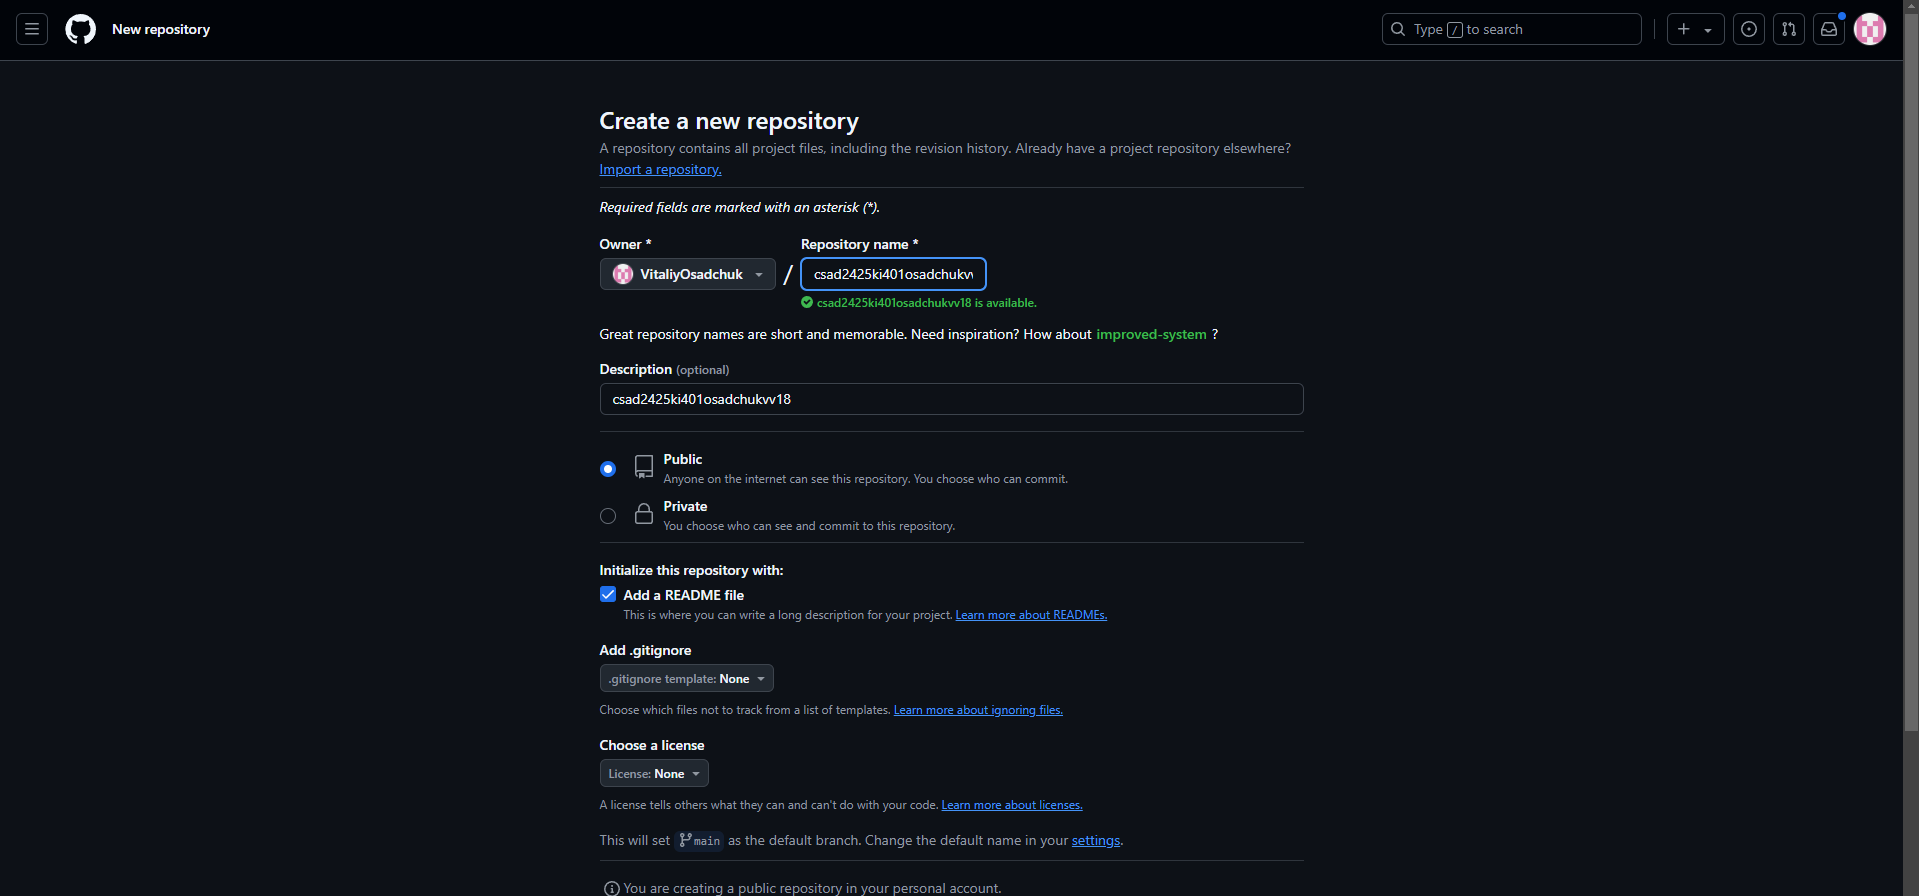 New repository
Type / to search
Create a new repository
A repository contains all project files, including the revision history. Already have a project repository elsewhere?
Import a repository.
Required fields are marked with an asterisk (*).
Owner *
Repository name *
VitaliyOsadchuk
/
csad2425ki401osadchukvv
csad2425ki401osadchukvv18 is available.
Great repository names are short and memorable. Need inspiration? How about improved-system ?
Description (optional)
csad2425ki401osadchukvv18
Public
Anyone on the internet can see this repository. You choose who can commit.
Private
You choose who can see and commit to this repository.
Initialize this repository with:
Add a README file
This is where you can write a long description for your project. Learn more about READMEs.
Add .gitignore
.gitignore template: None
Choose which files not to track from a list of templates. Learn more about ignoring files.
Choose a license
License: None
A license tells others what they can and can't do with your code. Learn more about licenses.
This will set main as the default branch. Change the default name in your settings.
You are creating a public repository in your personal account.